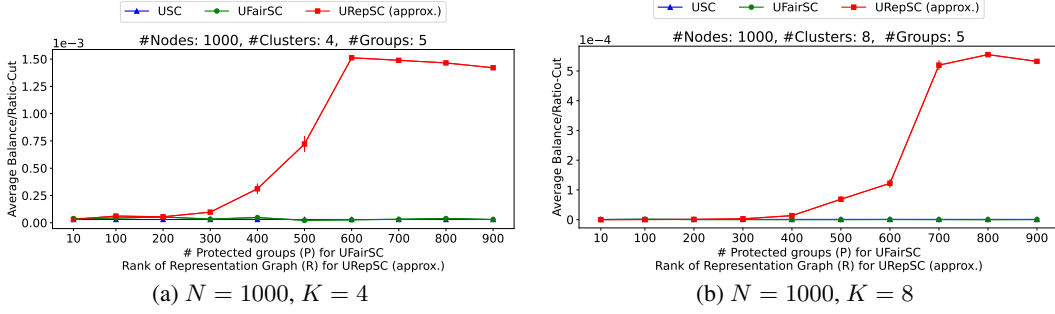 USC UFairSC URepSC (approx.)
1e−3 #Nodes: 1000, #Clusters: 4, #Groups: 5
Average Balance/Ratio-Cut
1.50
1.25
1.00
0.75
0.50
0.25
0.00
10 100 200 300 400 500 600 700 800 900
# Protected groups (P) for UFairSC
Rank of Representation Graph (R) for URepSC (approx.)
(a) N = 1000, K = 4
USC UFairSC URepSC (approx.)
1e−4 #Nodes: 1000, #Clusters: 8, #Groups: 5
Average Balance/Ratio-Cut
5
4
3
2
1
0
10 100 200 300 400 500 600 700 800 900
# Protected groups (P) for UFairSC
Rank of Representation Graph (R) for URepSC (approx.)
(b) N = 1000, K = 8